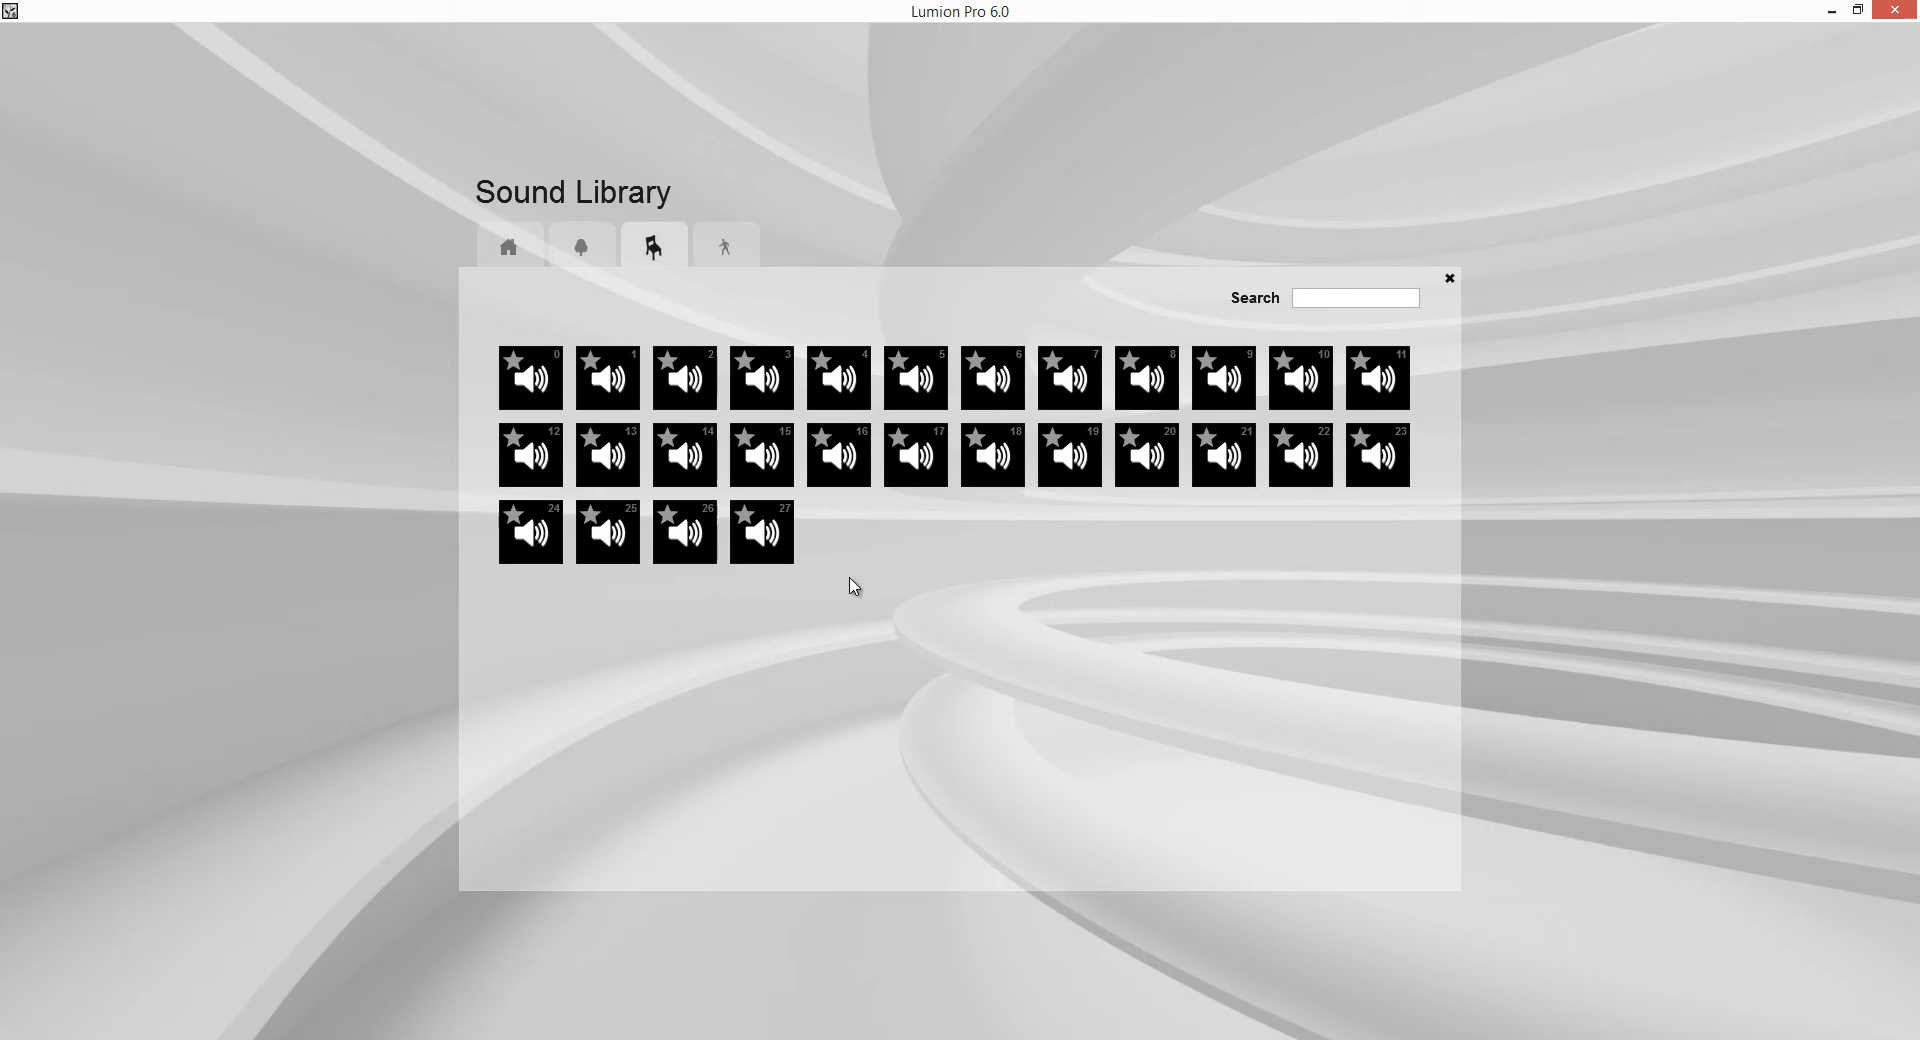 Lumion Pro 6.0
Sound Library
Search
0 1 2 3 4 5 6 7 8 9 10 11
12 13 14 15 16 17 18 19 20 21 22 23
24 25 26 27